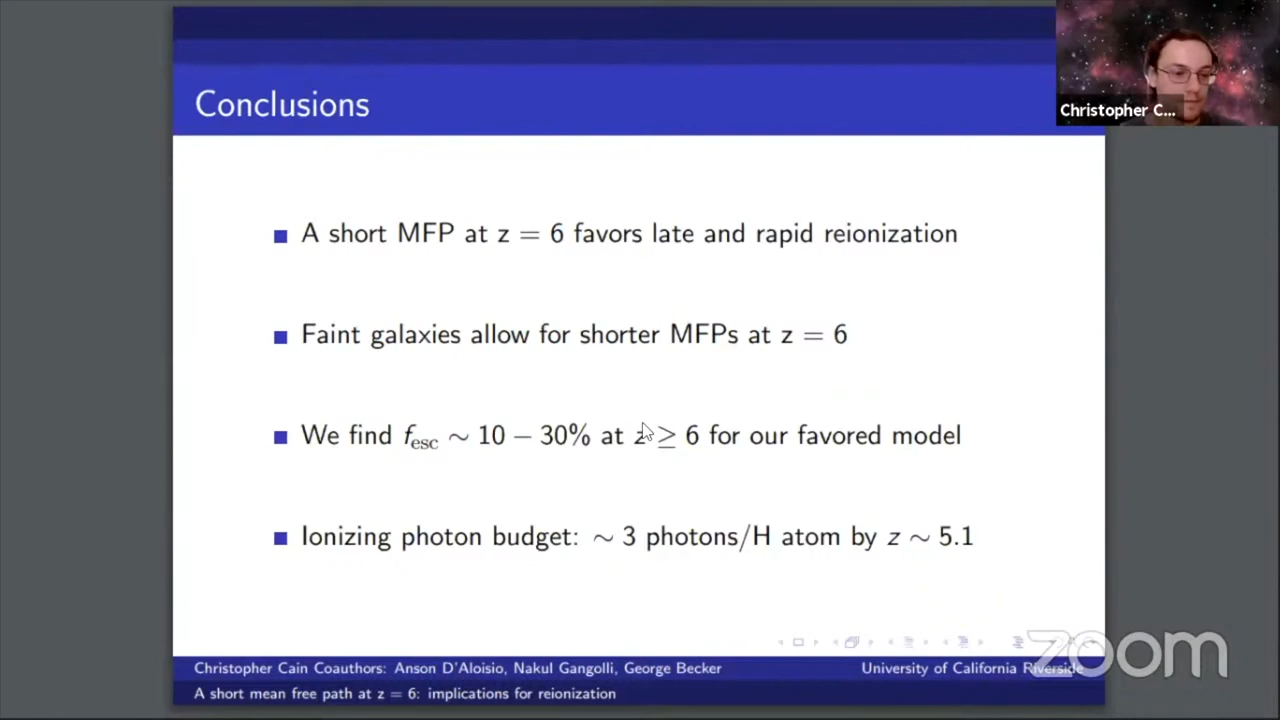 Conclusions
Christopher C...
A short MFP at z = 6 favors late and rapid reionization
Faint galaxies allow for shorter MFPs at z = 6
We find fesc ∼ 10 − 30% at z ≥ 6 for our favored model
Ionizing photon budget: ∼ 3 photons/H atom by z ∼ 5.1
zoom
Christopher Cain Coauthors: Anson D'Aloisio, Nakul Gangolli, George Becker
University of California Riverside
A short mean free path at z = 6: implications for reionization